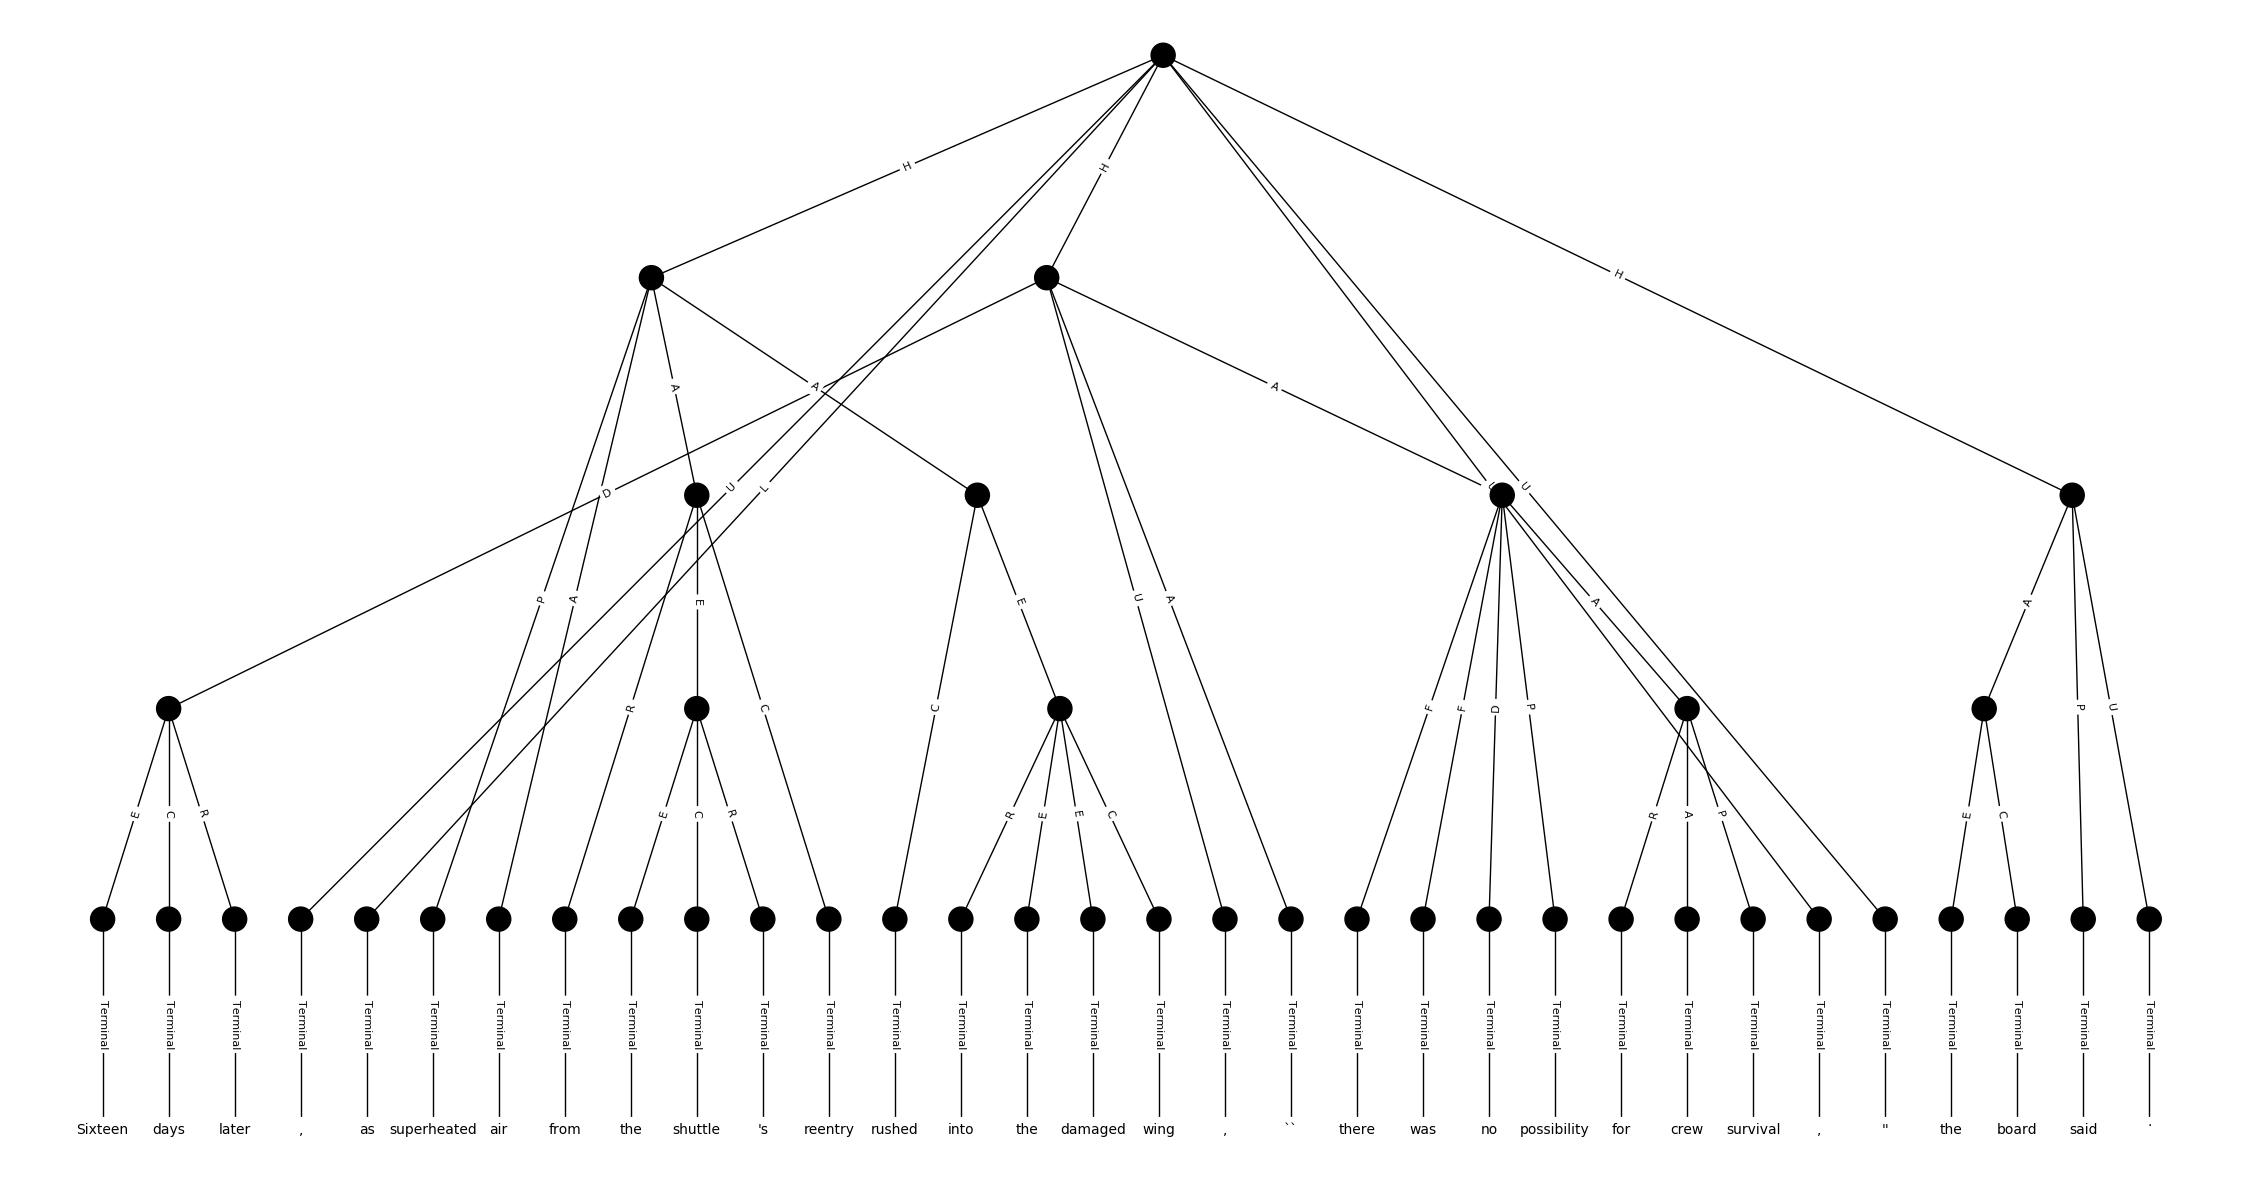 H H H
A A A
D U L U U
P A E E U A A A
R C C F F D P P U
E C R E C R R E E C R A P E C
Terminal Terminal Terminal Terminal Terminal Terminal Terminal Terminal Terminal Terminal Terminal Terminal Terminal Terminal Terminal Terminal Terminal Terminal Terminal Terminal Terminal Terminal Terminal Terminal Terminal Terminal Terminal Terminal Terminal Terminal Terminal Terminal
Sixteen days later , as superheated air from the shuttle 's reentry rushed into the damaged wing , `` there was no possibility for crew survival , " the board said .